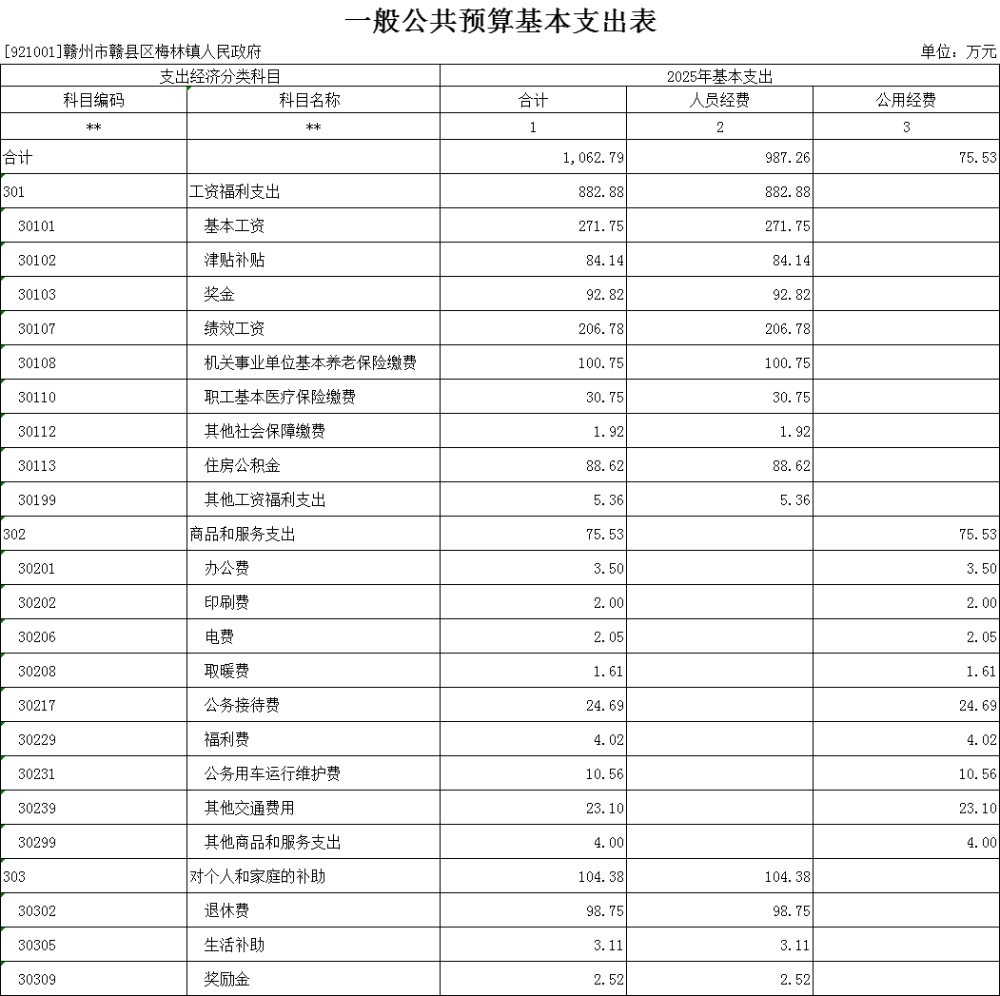 一般公共预算基本支出表
[921001]赣州市赣县区梅林镇人民政府 单位：万元
支出经济分类科目 2025年基本支出
科目编码 科目名称 合计 人员经费 公用经费
** ** 1 2 3
合计 1,062.79 987.26 75.53
301 工资福利支出 882.88 882.88
30101 基本工资 271.75 271.75
30102 津贴补贴 84.14 84.14
30103 奖金 92.82 92.82
30107 绩效工资 206.78 206.78
30108 机关事业单位基本养老保险缴费 100.75 100.75
30110 职工基本医疗保险缴费 30.75 30.75
30112 其他社会保障缴费 1.92 1.92
30113 住房公积金 88.62 88.62
30199 其他工资福利支出 5.36 5.36
302 商品和服务支出 75.53 75.53
30201 办公费 3.50 3.50
30202 印刷费 2.00 2.00
30206 电费 2.05 2.05
30208 取暖费 1.61 1.61
30217 公务接待费 24.69 24.69
30229 福利费 4.02 4.02
30231 公务用车运行维护费 10.56 10.56
30239 其他交通费用 23.10 23.10
30299 其他商品和服务支出 4.00 4.00
303 对个人和家庭的补助 104.38 104.38
30302 退休费 98.75 98.75
30305 生活补助 3.11 3.11
30309 奖励金 2.52 2.52